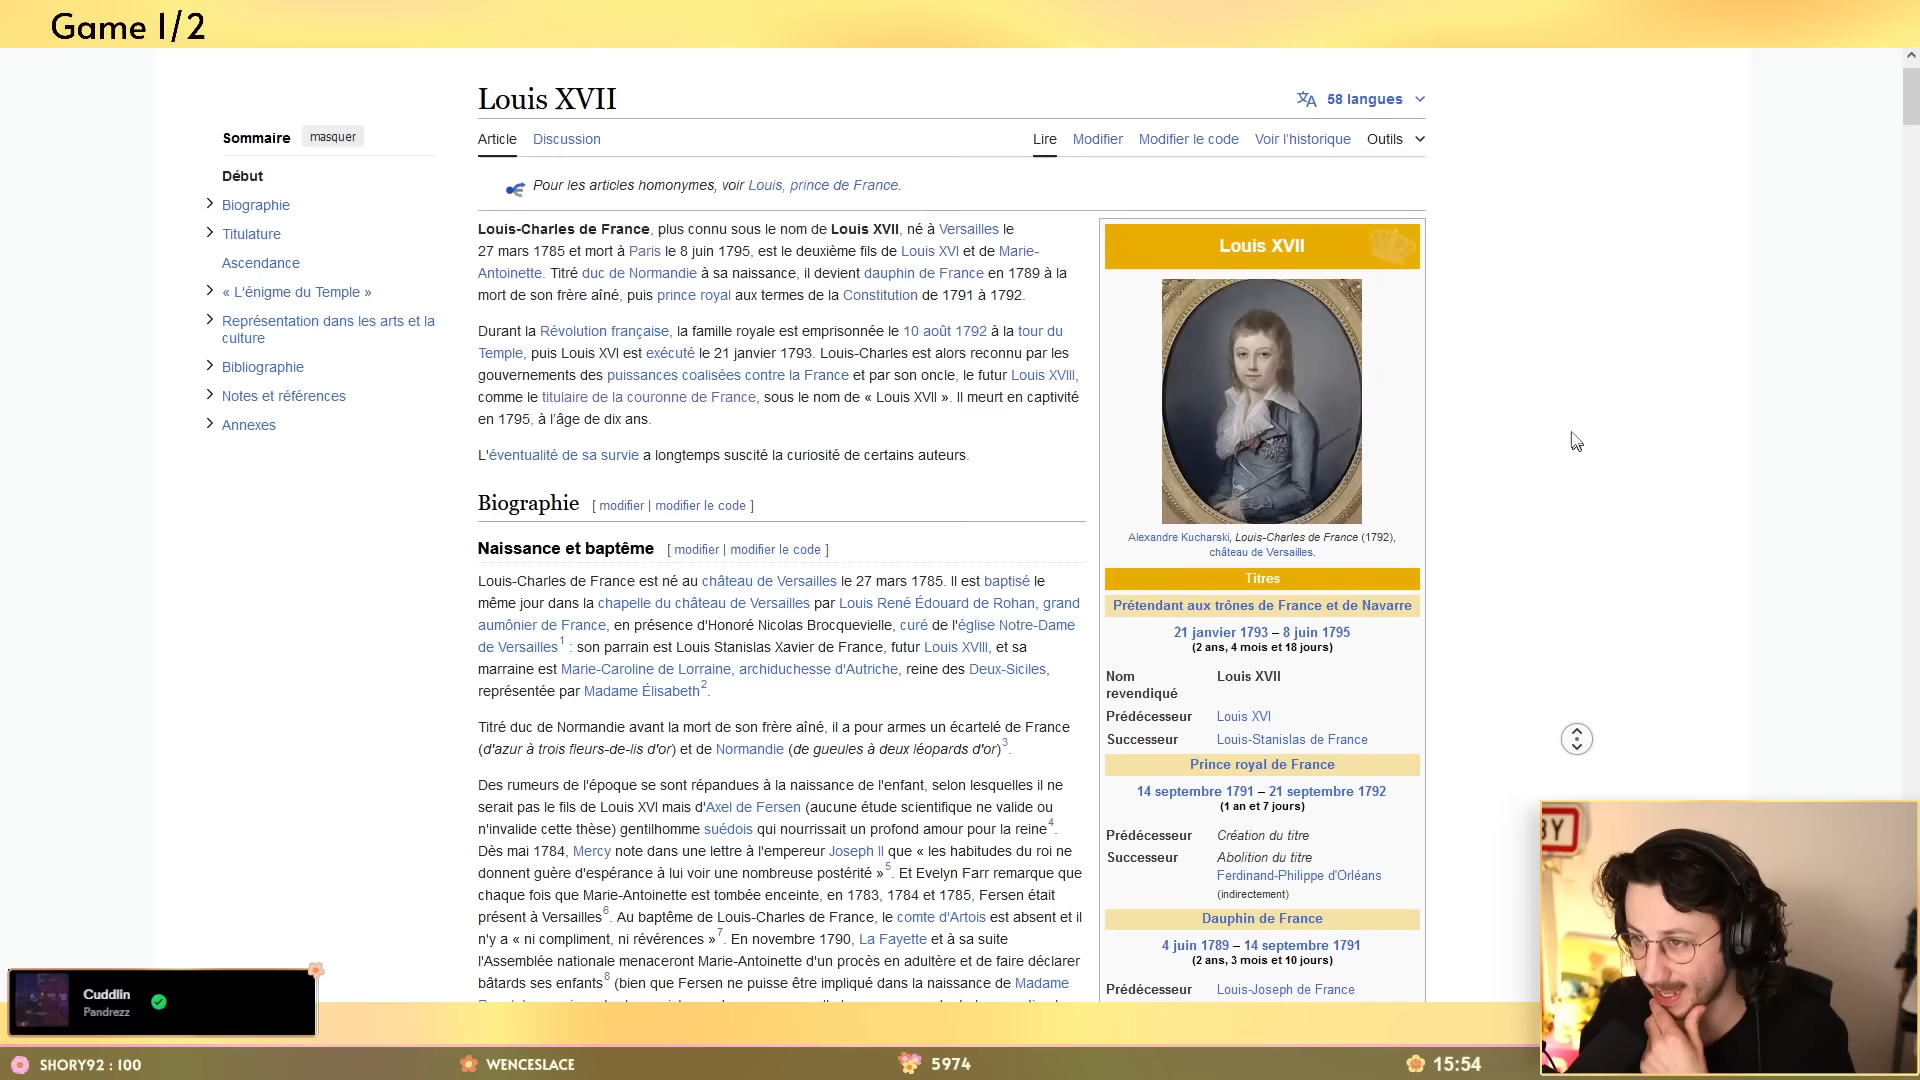 Game 1/2
Louis XVII
58 langues
Sommaire masquer
Article Discussion
Lire Modifier Modifier le code Voir l'historique Outils
Début
Biographie
Titulature
Ascendance
« L'énigme du Temple »
Représentation dans les arts et la
culture
Bibliographie
Notes et références
Annexes
Pour les articles homonymes, voir Louis, prince de France.
Louis-Charles de France, plus connu sous le nom de Louis XVII, né à Versailles le
27 mars 1785 et mort à Paris le 8 juin 1795, est le deuxième fils de Louis XVI et de Marie-
Antoinette. Titré duc de Normandie à sa naissance, il devient dauphin de France en 1789 à la
mort de son frère aîné, puis prince royal aux termes de la Constitution de 1791 à 1792.
Durant la Révolution française, la famille royale est emprisonnée le 10 août 1792 à la tour du
Temple, puis Louis XVI est exécuté le 21 janvier 1793. Louis-Charles est alors reconnu par les
gouvernements des puissances coalisées contre la France et par son oncle, le futur Louis XVIII,
comme le titulaire de la couronne de France, sous le nom de « Louis XVII ». Il meurt en captivité
en 1795, à l'âge de dix ans.
L'éventualité de sa survie a longtemps suscité la curiosité de certains auteurs.
Biographie [ modifier | modifier le code ]
Naissance et baptême [ modifier | modifier le code ]
Louis-Charles de France est né au château de Versailles le 27 mars 1785. Il est baptisé le
même jour dans la chapelle du château de Versailles par Louis René Édouard de Rohan, grand
aumônier de France, en présence d'Honoré Nicolas Brocquevielle, curé de l'église Notre-Dame
de Versailles1 : son parrain est Louis Stanislas Xavier de France, futur Louis XVIII, et sa
marraine est Marie-Caroline de Lorraine, archiduchesse d'Autriche, reine des Deux-Siciles,
représentée par Madame Élisabeth2.
Titré duc de Normandie avant la mort de son frère aîné, il a pour armes un écartelé de France
(d'azur à trois fleurs-de-lis d'or) et de Normandie (de gueules à deux léopards d'or)3.
Des rumeurs de l'époque se sont répandues à la naissance de l'enfant, selon lesquelles il ne
serait pas le fils de Louis XVI mais d'Axel de Fersen (aucune étude scientifique ne valide ou
n'invalide cette thèse) gentilhomme suédois qui nourrissait un profond amour pour la reine4.
Dès mai 1784, Mercy note dans une lettre à l'empereur Joseph II que « les habitudes du roi ne
donnent guère d'espérance à lui voir une nombreuse postérité »5. Et Evelyn Farr remarque que
chaque fois que Marie-Antoinette est tombée enceinte, en 1783, 1784 et 1785, Fersen était
présent à Versailles6. Au baptême de Louis-Charles de France, le comte d'Artois est absent et il
n'y a « ni compliment, ni révérences »7. En novembre 1790, La Fayette et à sa suite
l'Assemblée nationale menaceront Marie-Antoinette d'un procès en adultère et de faire déclarer
bâtards ses enfants8 (bien que Fersen ne puisse être impliqué dans la naissance de Madame
Louis XVII
Alexandre Kucharski, Louis-Charles de France (1792),
château de Versailles.
Titres
Prétendant aux trônes de France et de Navarre
21 janvier 1793 – 8 juin 1795
(2 ans, 4 mois et 18 jours)
Nom
revendiqué
Louis XVII
Prédécesseur Louis XVI
Successeur Louis-Stanislas de France
Prince royal de France
14 septembre 1791 – 21 septembre 1792
(1 an et 7 jours)
Prédécesseur Création du titre
Successeur Abolition du titre
Ferdinand-Philippe d'Orléans
(indirectement)
Dauphin de France
4 juin 1789 – 14 septembre 1791
(2 ans, 3 mois et 10 jours)
Prédécesseur Louis-Joseph de France
BY
Cuddlin
Pandrezz
SHORY92 : 100
WENCESLACE
5974
15:54